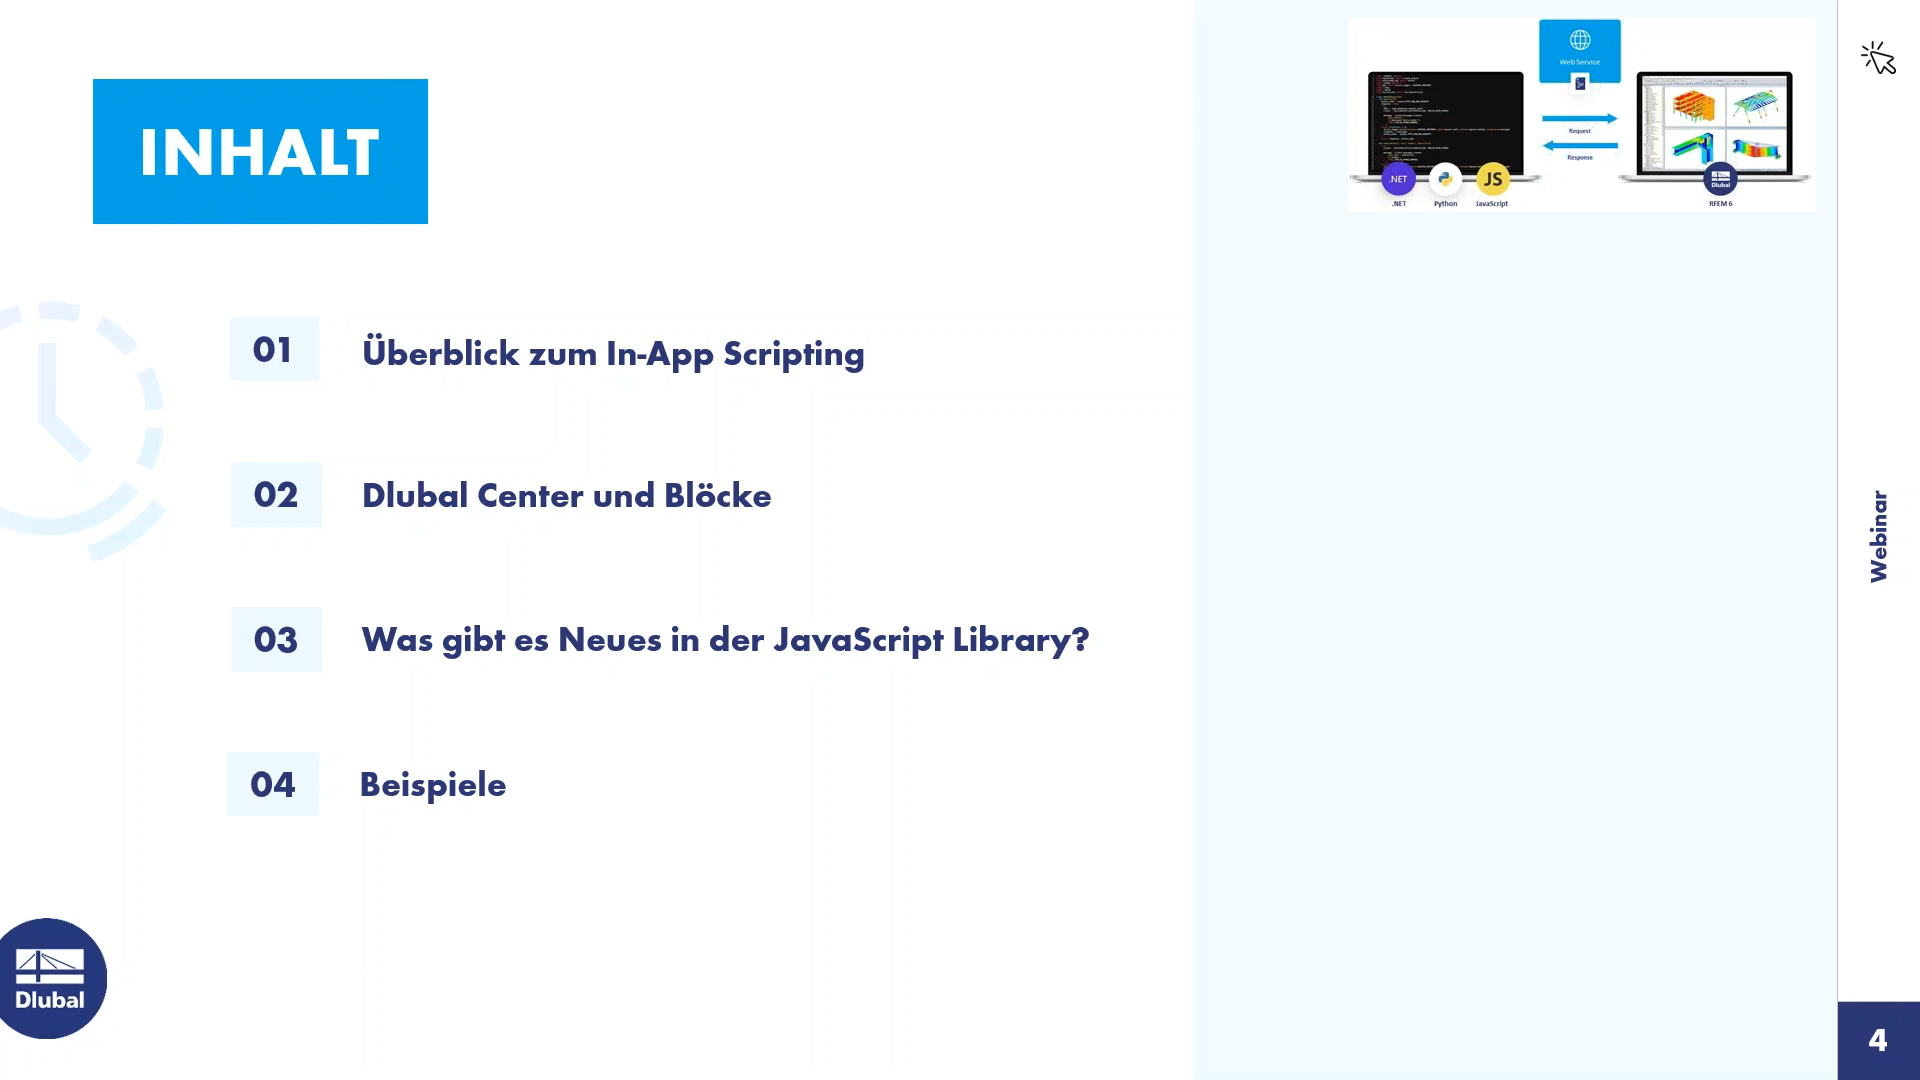 INHALT
Web Service
Request
Response
.NET
JS
Dlubal
.NET
Python
JavaScript
RFEM 6
01
Überblick zum In-App Scripting
02
Dlubal Center und Blöcke
03
Was gibt es Neues in der JavaScript Library?
04
Beispiele
Webinar
Dlubal
4